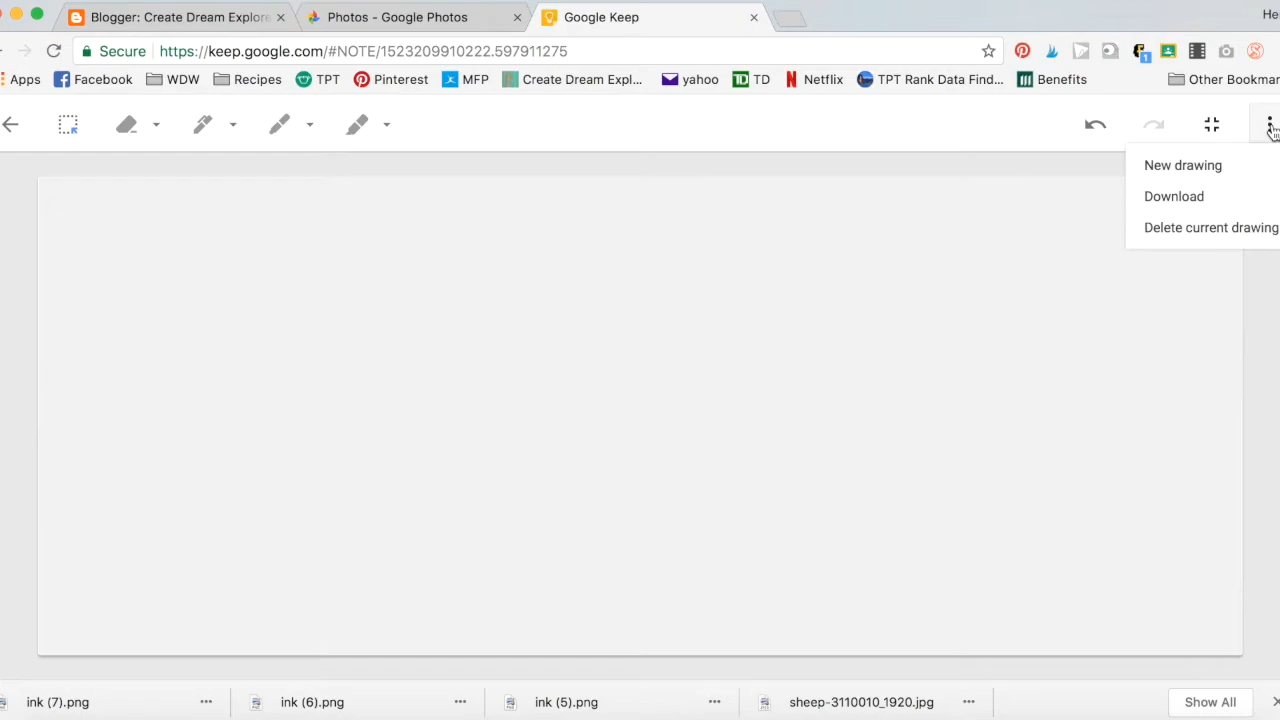 Blogger: Create Dream Explore
Photos - Google Photos
Google Keep
He
Secure
https://keep.google.com/#NOTE/1523209910222.597911275
1
Apps
Facebook
WDW
Recipes
TPT
Pinterest
MFP
Create Dream Expl...
yahoo
TD
Netflix
TPT Rank Data Find...
Benefits
Other Bookmar
New drawing
Download
Delete current drawing
ink (7).png
ink (6).png
ink (5).png
sheep-3110010_1920.jpg
Show All